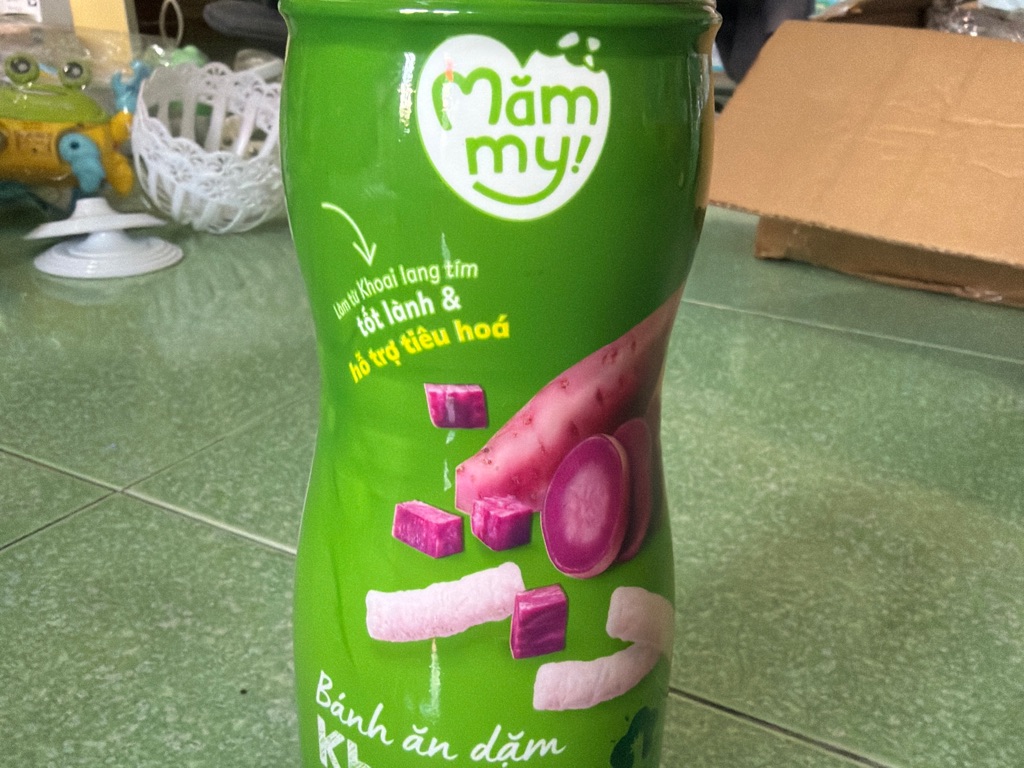 Măm
my!
Làm từ Khoai lang tím
tốt lành &
hỗ trợ tiêu hoá
Bánh ăn dặm